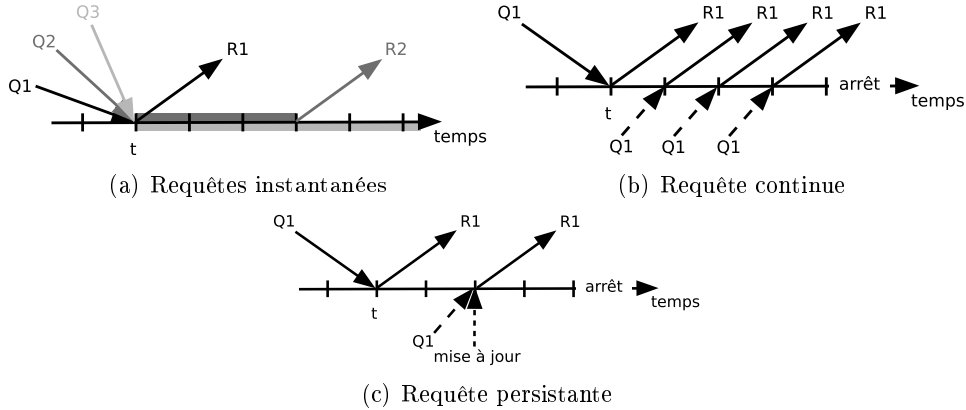 Q3
Q2
Q1
R1
R2
t
temps
(a) Requêtes instantanées
Q1
R1
R1
R1
R1
arrêt
temps
t
Q1
Q1
Q1
(b) Requête continue
Q1
R1
R1
arrêt
temps
t
Q1
mise à jour
(c) Requête persistante